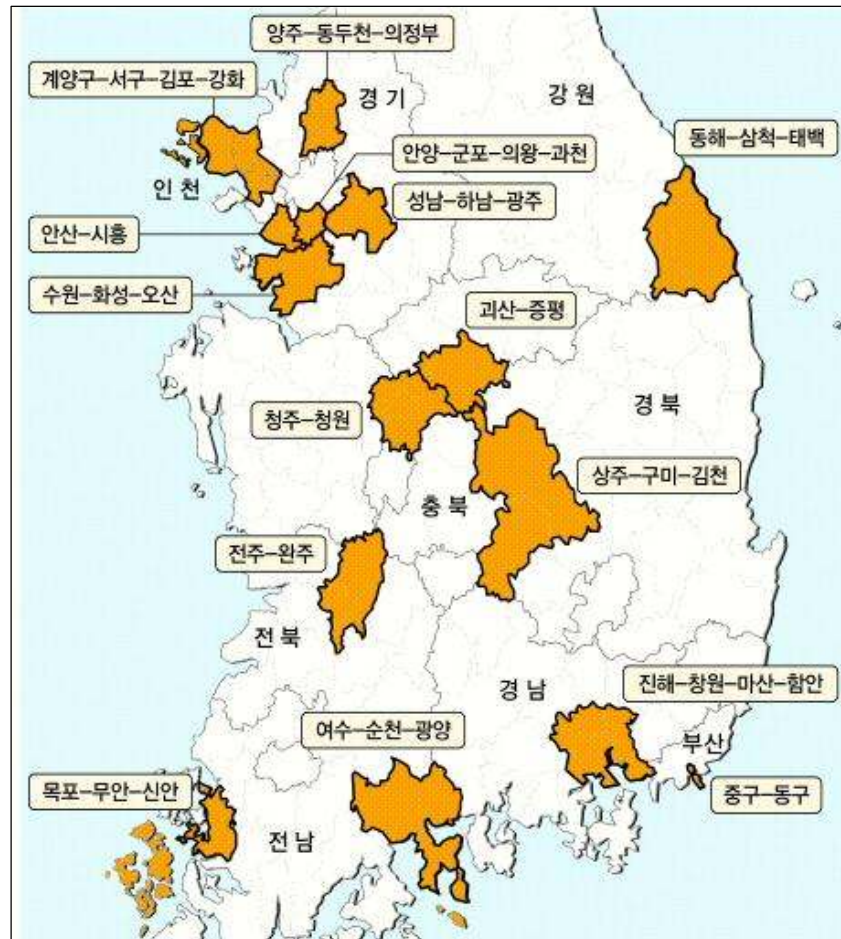 양주-동두천-의정부
계양구-서구-김포-강화
경기
강원
동해-삼척-태백
안양-군포-의왕-과천
인천
성남-하남-광주
안산-시흥
수원-화성-오산
괴산-증평
경북
청주-청원
상주-구미-김천
충북
전주-완주
전북
경남
진해-창원-마산-함안
여수-순천-광양
부산
목포-무안-신안
중구-동구
전남